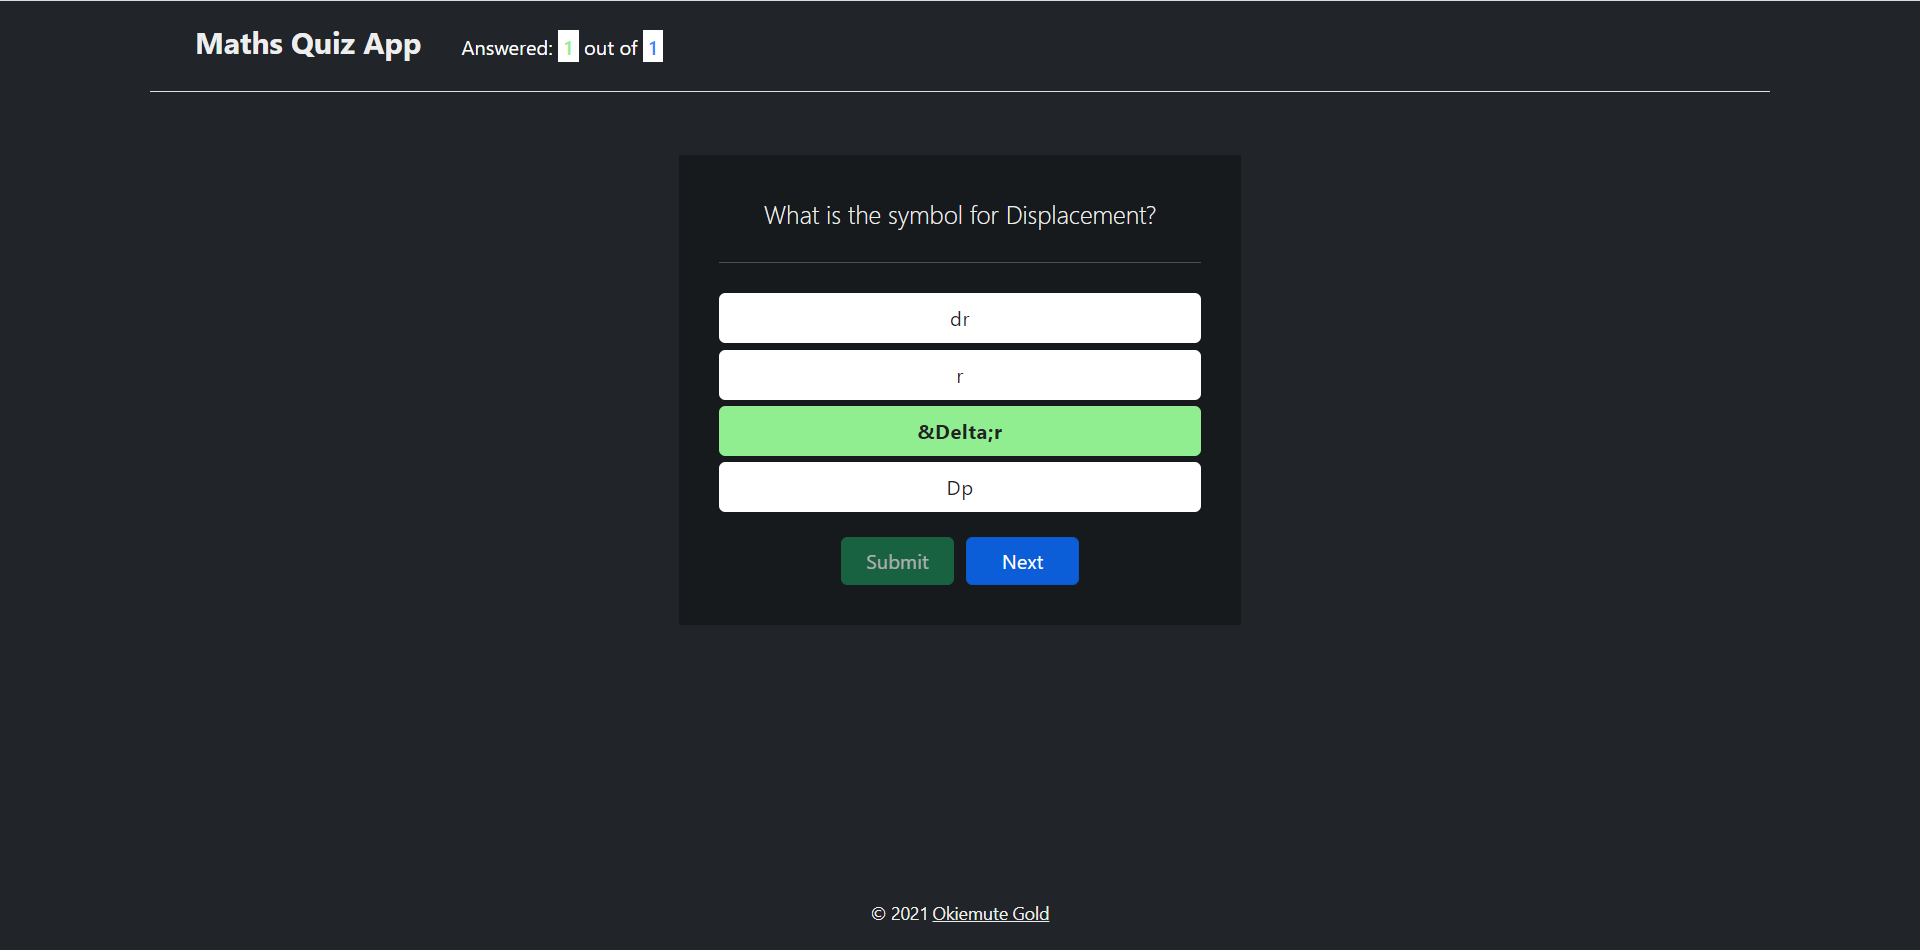 Maths Quiz App
Answered: 1 out of 1
What is the symbol for Displacement?
dr
r
&Delta;r
Dp
Submit Next
© 2021 Okiemute Gold